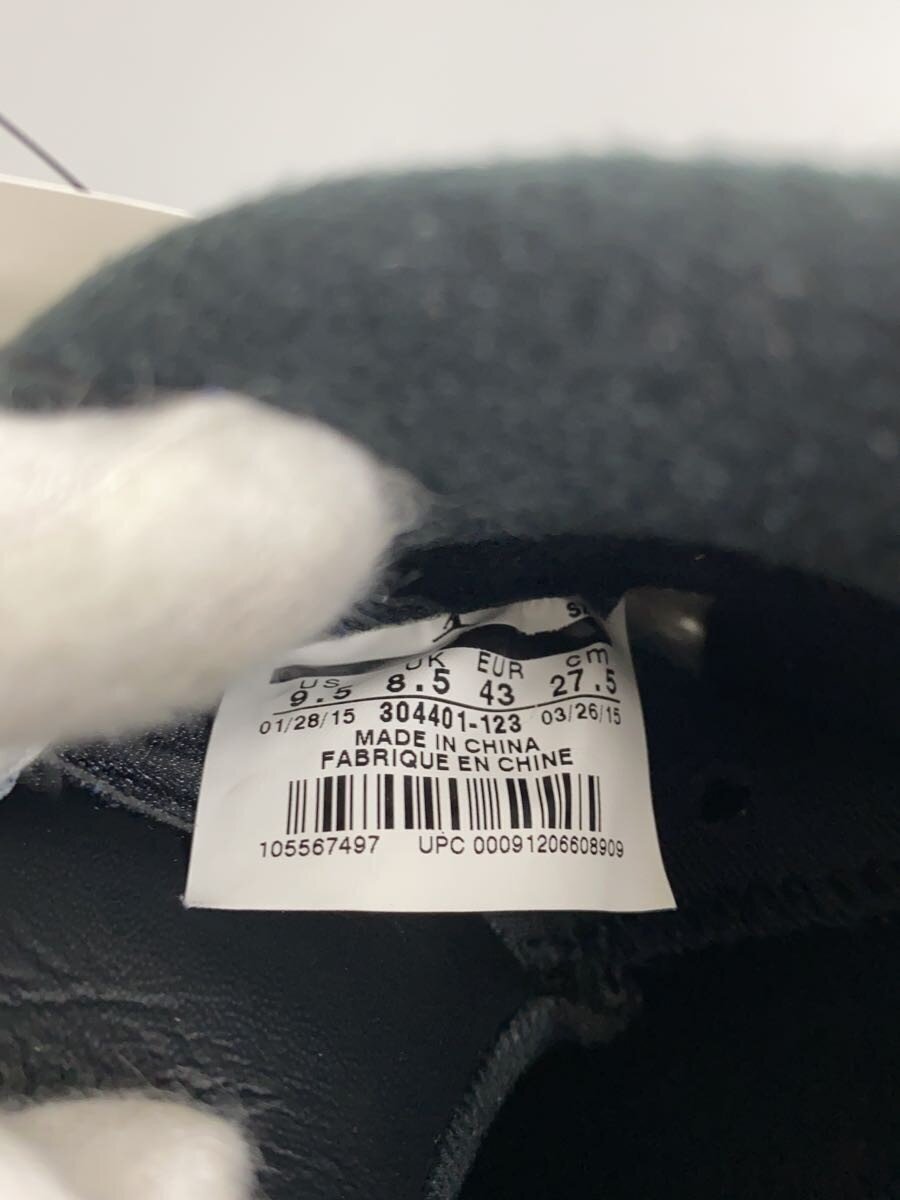 US UK EUR cm
9.5 8.5 43 27.5
01/28/15 304401-123 03/26/15
MADE IN CHINA
FABRIQUE EN CHINE
105567497 UPC 00091206608909